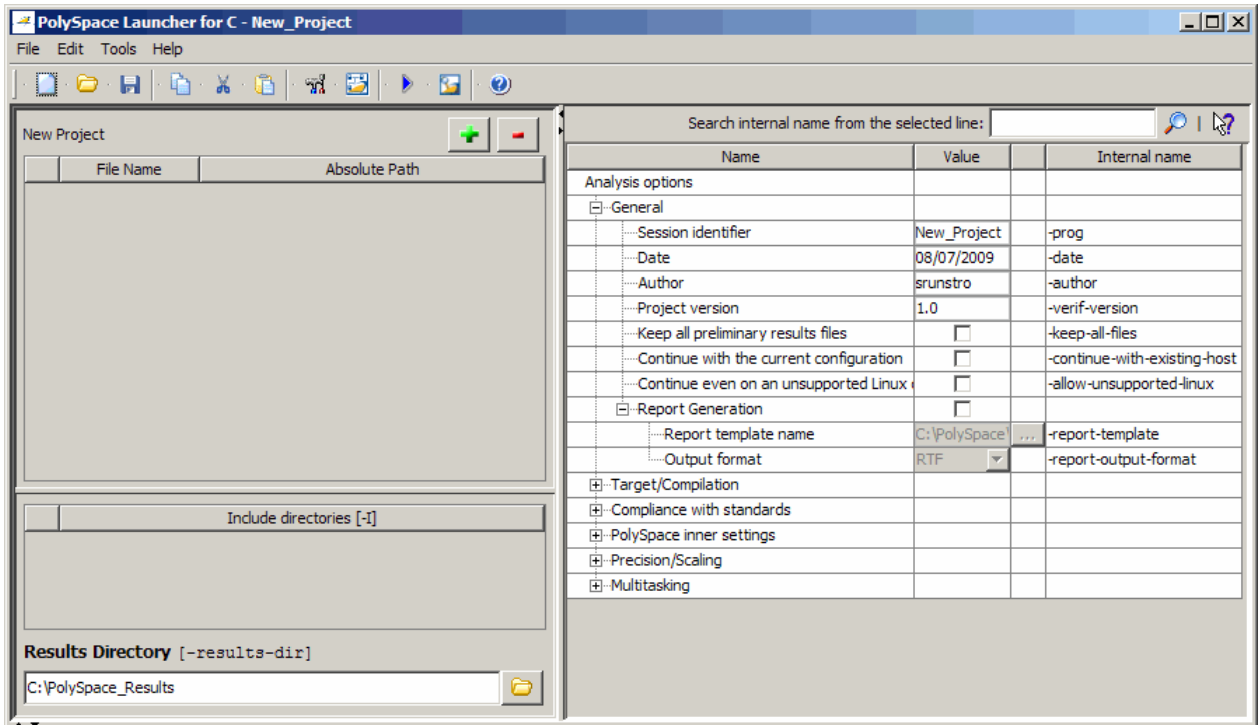 PolySpace Launcher for C - New_Project
File Edit Tools Help
New Project
File Name Absolute Path
Include directories [-I]
Results Directory [-results-dir]
C:\PolySpace_Results
Search internal name from the selected line:
Name Value Internal name
Analysis options
General
Session identifier New_Project -prog
Date 08/07/2009 -date
Author srunstro -author
Project version 1.0 -verif-version
Keep all preliminary results files -keep-all-files
Continue with the current configuration -continue-with-existing-host
Continue even on an unsupported Linux -allow-unsupported-linux
Report Generation
Report template name C:\PolySpace\ ... -report-template
Output format RTF -report-output-format
Target/Compilation
Compliance with standards
PolySpace inner settings
Precision/Scaling
Multitasking